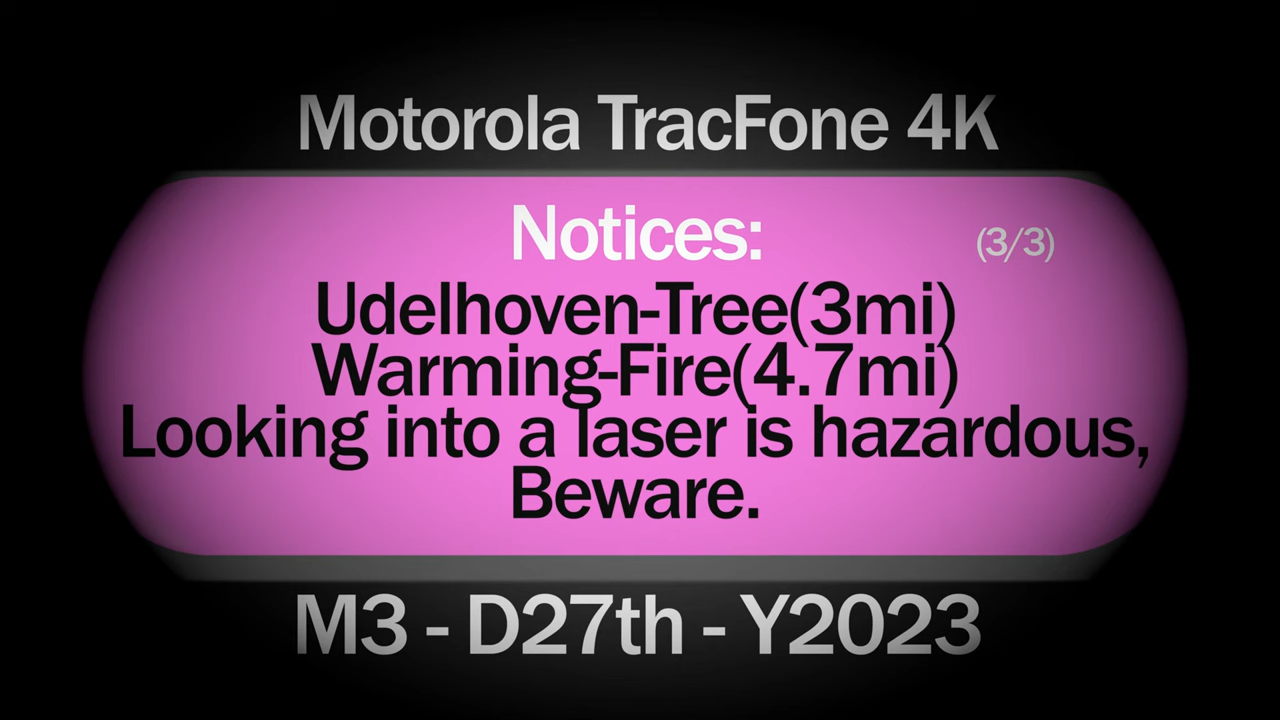 Motorola TracFone 4K
Notices:
(3/3)
Udelhoven-Tree(3mi)
Warming-Fire(4.7mi)
Looking into a laser is hazardous,
Beware.
M3 - D27th - Y2023